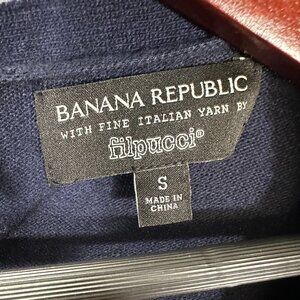 BANANA REPUBLIC
WITH FINE ITALIAN YARN BY
filpucci®
S
MADE IN
CHINA